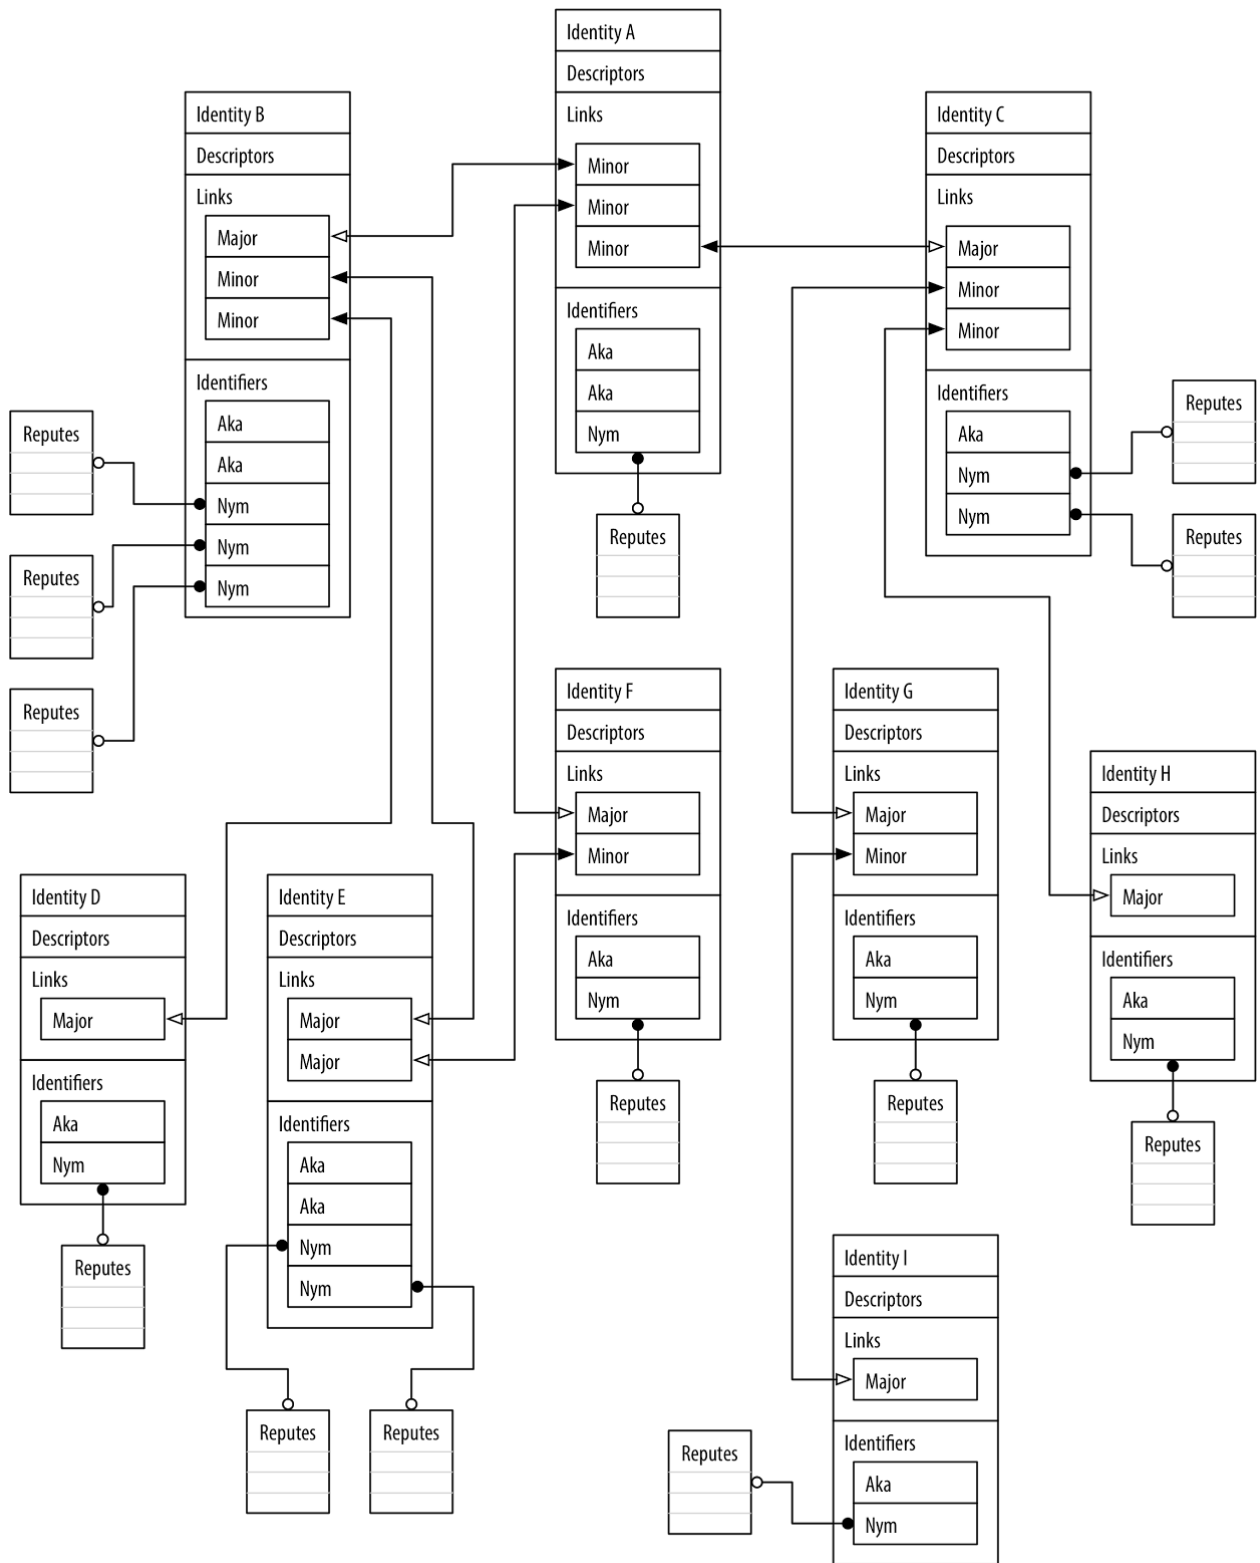 Identity A
Descriptors
Links
Minor
Minor
Minor
Identifiers
Aka
Aka
Nym
Reputes
Identity B
Descriptors
Links
Major
Minor
Minor
Identifiers
Aka
Aka
Nym
Nym
Nym
Reputes
Reputes
Reputes
Identity C
Descriptors
Links
Major
Minor
Minor
Identifiers
Aka
Nym
Nym
Reputes
Reputes
Identity D
Descriptors
Links
Major
Identifiers
Aka
Nym
Reputes
Identity E
Descriptors
Links
Major
Major
Identifiers
Aka
Aka
Nym
Nym
Reputes
Reputes
Identity F
Descriptors
Links
Major
Minor
Identifiers
Aka
Nym
Reputes
Identity G
Descriptors
Links
Major
Minor
Identifiers
Aka
Nym
Reputes
Identity H
Descriptors
Links
Major
Identifiers
Aka
Nym
Reputes
Identity I
Descriptors
Links
Major
Identifiers
Aka
Nym
Reputes